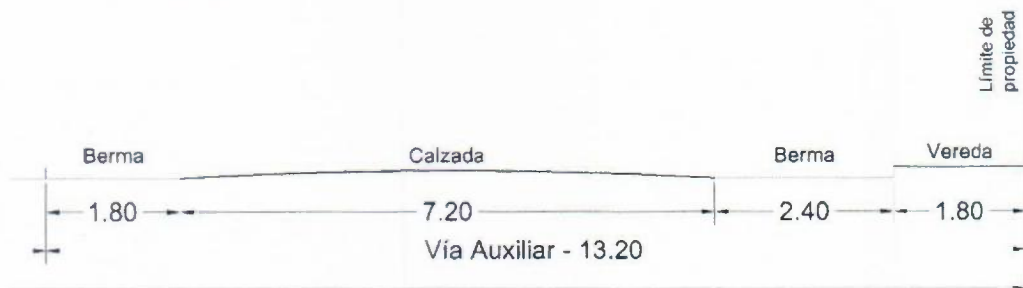 Límite de
propiedad
Berma Calzada Berma Vereda
1.80 7.20 2.40 1.80
Vía Auxiliar - 13.20